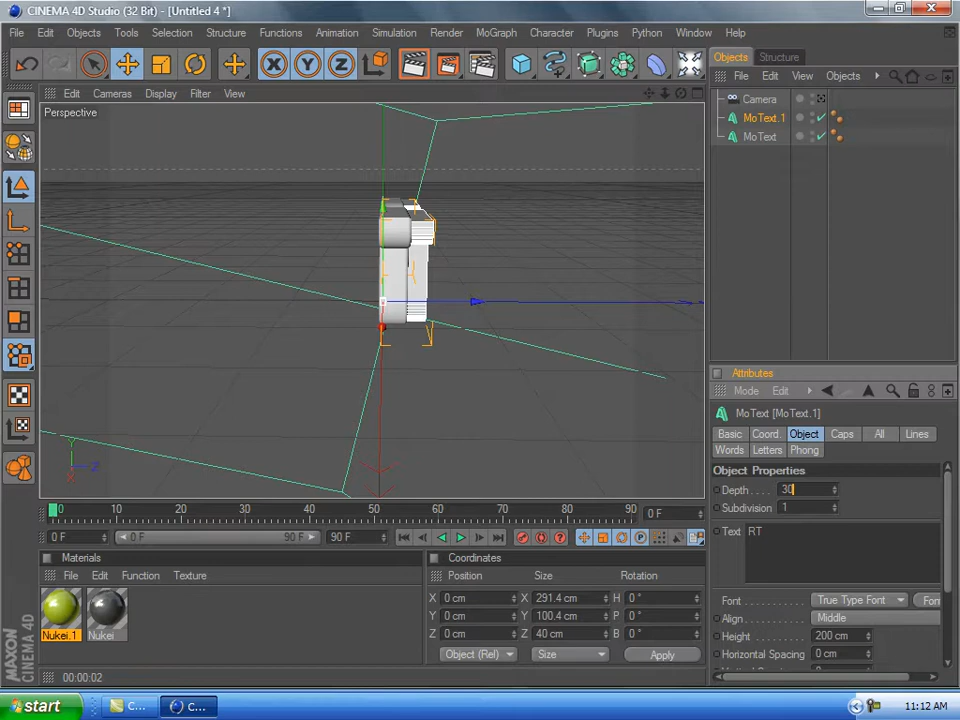 CINEMA 4D Studio (32 Bit) - [Untitled 4 *]
File Edit Objects Tools Selection Structure Functions Animation Simulation Render MoGraph Character Plugins Python Window Help
Objects Structure
File Edit View Objects
Camera
MoText.1
MoText
Edit Cameras Display Filter View
Perspective
Y
Z
X
Attributes
Mode Edit
MoText [MoText.1]
Basic Coord. Object Caps All Lines
Words Letters Phong
Object Properties
Depth . . . . 30
Subdivision 1
Text RT
Font . . . . . . . . . . True Type Font Fon
Align . . . . . . . . . . Middle
Height . . . . . . . . . 200 cm
Horizontal Spacing 0 cm
0 10 20 30 40 50 60 70 80 90 0 F
0 F 0 F 90 F 90 F
Materials
File Edit Function Texture
Nukei.1 Nukei
Coordinates
Position Size Rotation
X 0 cm X 291.4 cm H 0 °
Y 0 cm Y 100.4 cm P 0 °
Z 0 cm Z 40 cm B 0 °
Object (Rel) Size Apply
MAXON CINEMA 4D
00:00:02
start C... C... 11:12 AM